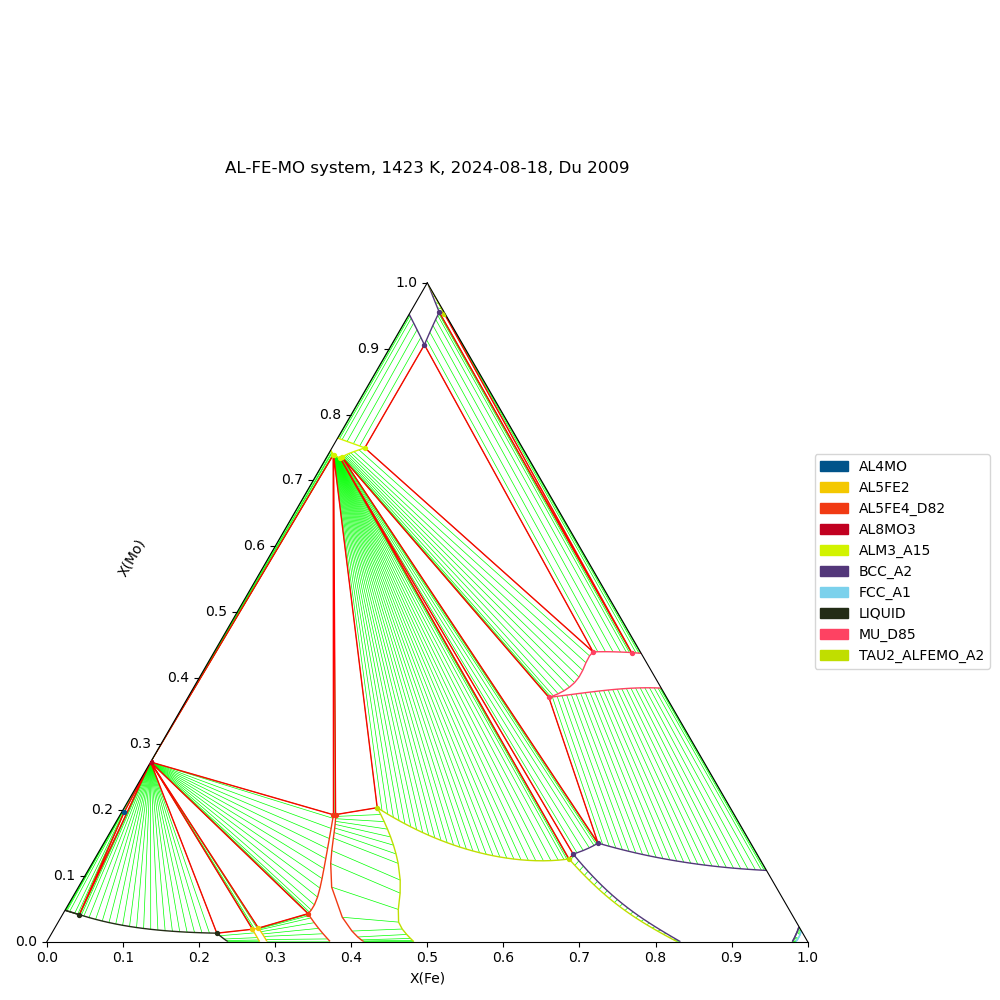 AL-FE-MO system, 1423 K, 2024-08-18, Du 2009
1.0
0.9
0.8
0.7
0.6
0.5
0.4
0.3
0.2
0.1
0.0
X(Mo)
0.0 0.1 0.2 0.3 0.4 0.5 0.6 0.7 0.8 0.9 1.0
X(Fe)
AL4MO
AL5FE2
AL5FE4_D82
AL8MO3
ALM3_A15
BCC_A2
FCC_A1
LIQUID
MU_D85
TAU2_ALFEMO_A2